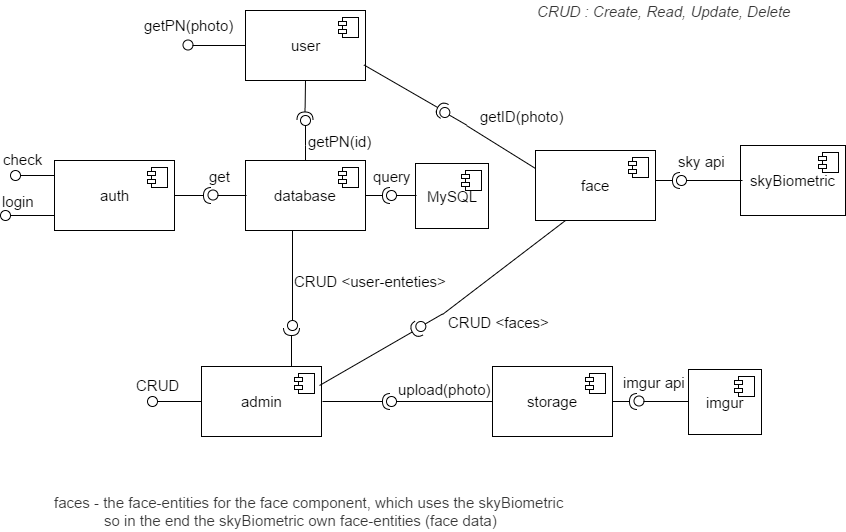 CRUD : Create, Read, Update, Delete
getPN(photo)
user
getID(photo)
getPN(id)
check
login
auth
get
database
query
MySQL
face
sky api
skyBiometric
CRUD <user-enteties>
CRUD <faces>
CRUD
admin
upload(photo)
storage
imgur api
imgur
faces - the face-entities for the face component, which uses the skyBiometric
so in the end the skyBiometric own face-entities (face data)